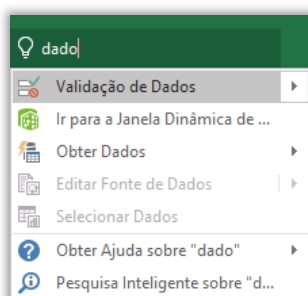 dado
Validação de Dados
Ir para a Janela Dinâmica de ...
Obter Dados
Editar Fonte de Dados
Selecionar Dados
Obter Ajuda sobre "dado"
Pesquisa Inteligente sobre "d...